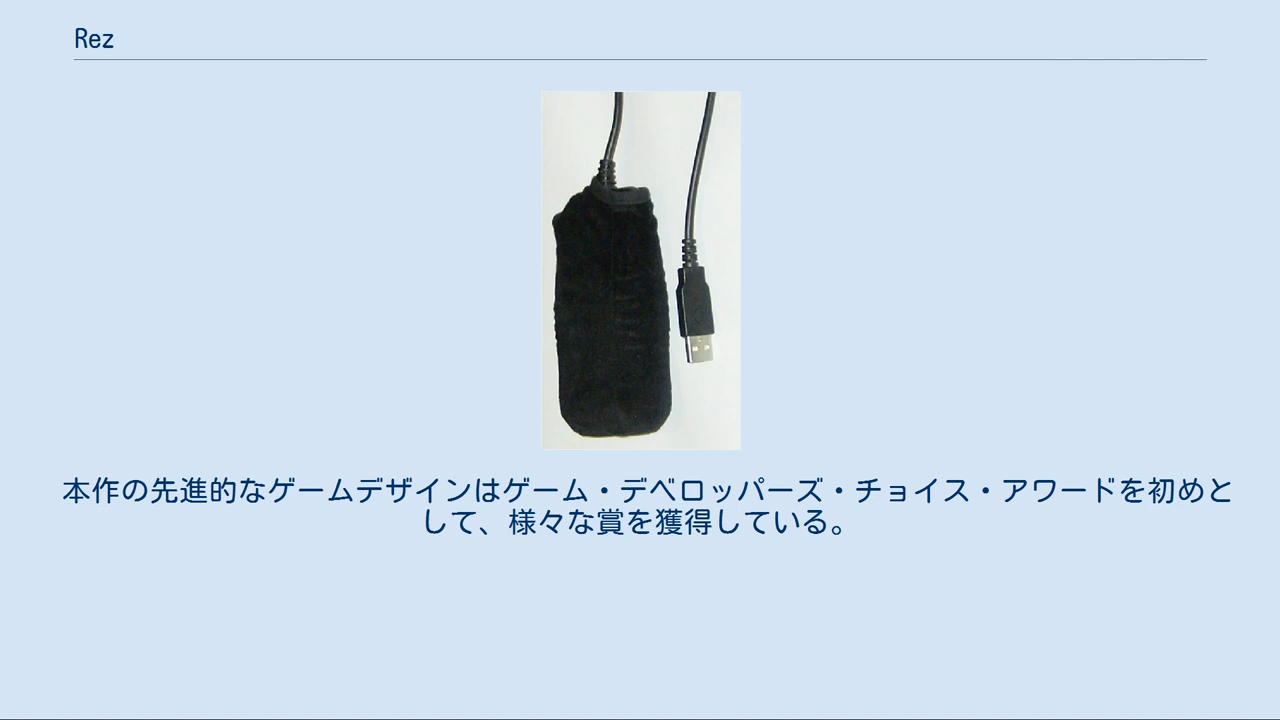 Rez
本作の先進的なゲームデザインはゲーム・デベロッパーズ・チョイス・アワードを初めと
して、様々な賞を獲得している。